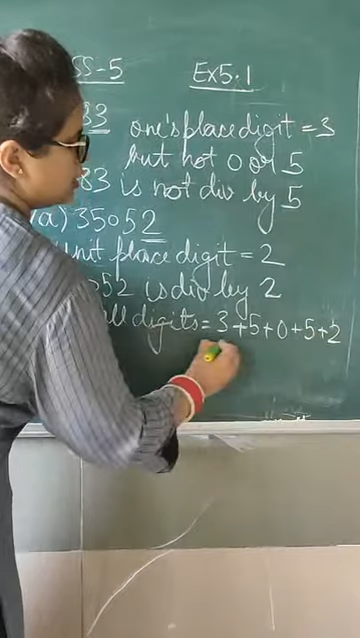 SS-5 Ex 5.1
83 one's place digit = 3
but not 0 or 5
83 is not div by 5
(a) 35052
unit place digit = 2
052 is div by 2
all digits = 3+5+0+5+2